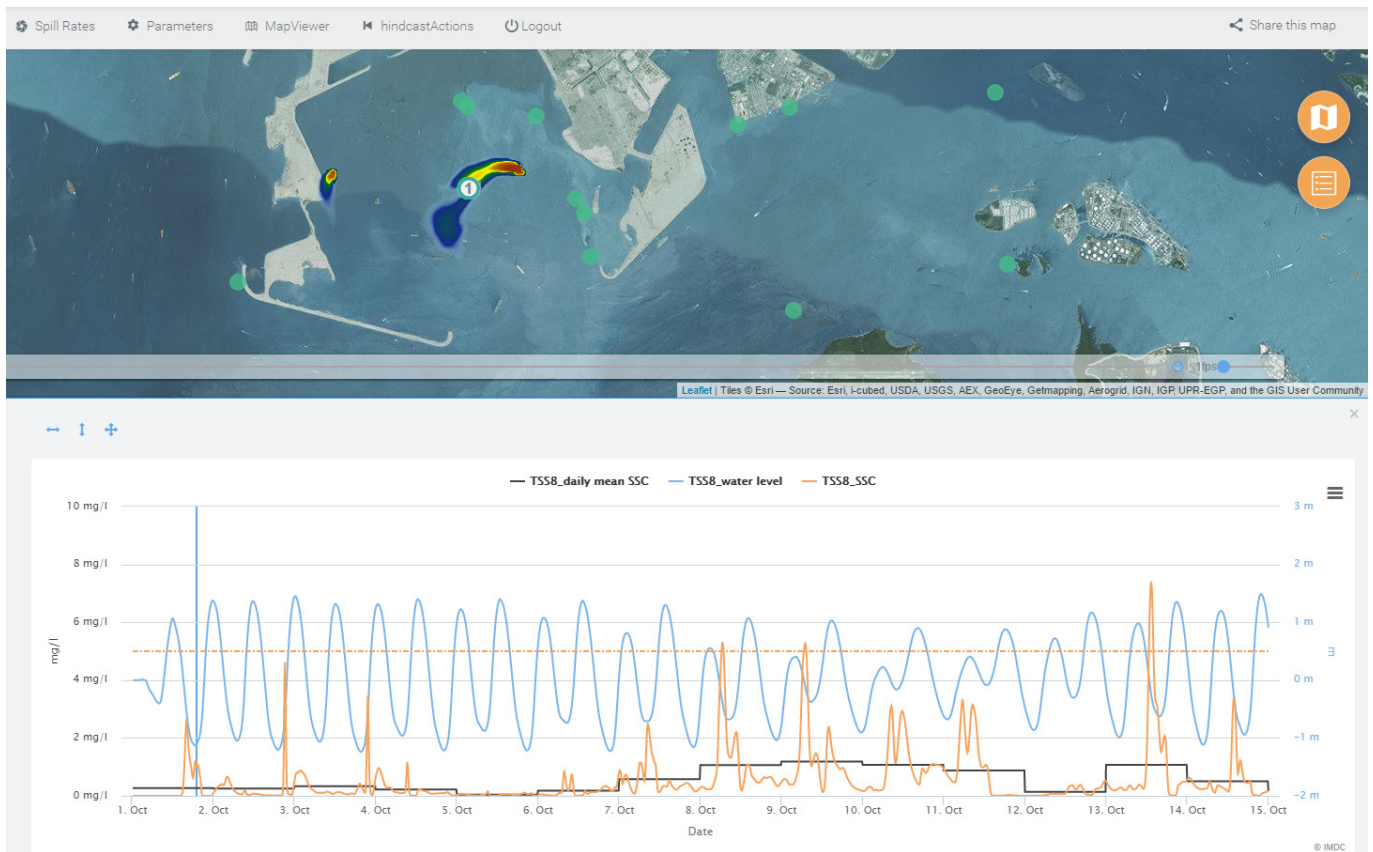 Spill Rates Parameters MapViewer hindcastActions Logout Share this map
1
1fps
Leaflet | Tiles © Esri — Source: Esri, i-cubed, USDA, USGS, AEX, GeoEye, Getmapping, Aerogrid, IGN, IGP, UPR-EGP, and the GIS User Community
×
TSS8_daily mean SSC TSS8_water level TSS8_SSC
10 mg/l 3 m
8 mg/l 2 m
6 mg/l 1 m
mg/l m
4 mg/l 0 m
2 mg/l -1 m
0 mg/l -2 m
1. Oct 2. Oct 3. Oct 4. Oct 5. Oct 6. Oct 7. Oct 8. Oct 9. Oct 10. Oct 11. Oct 12. Oct 13. Oct 14. Oct 15. Oct
Date
© IMDC